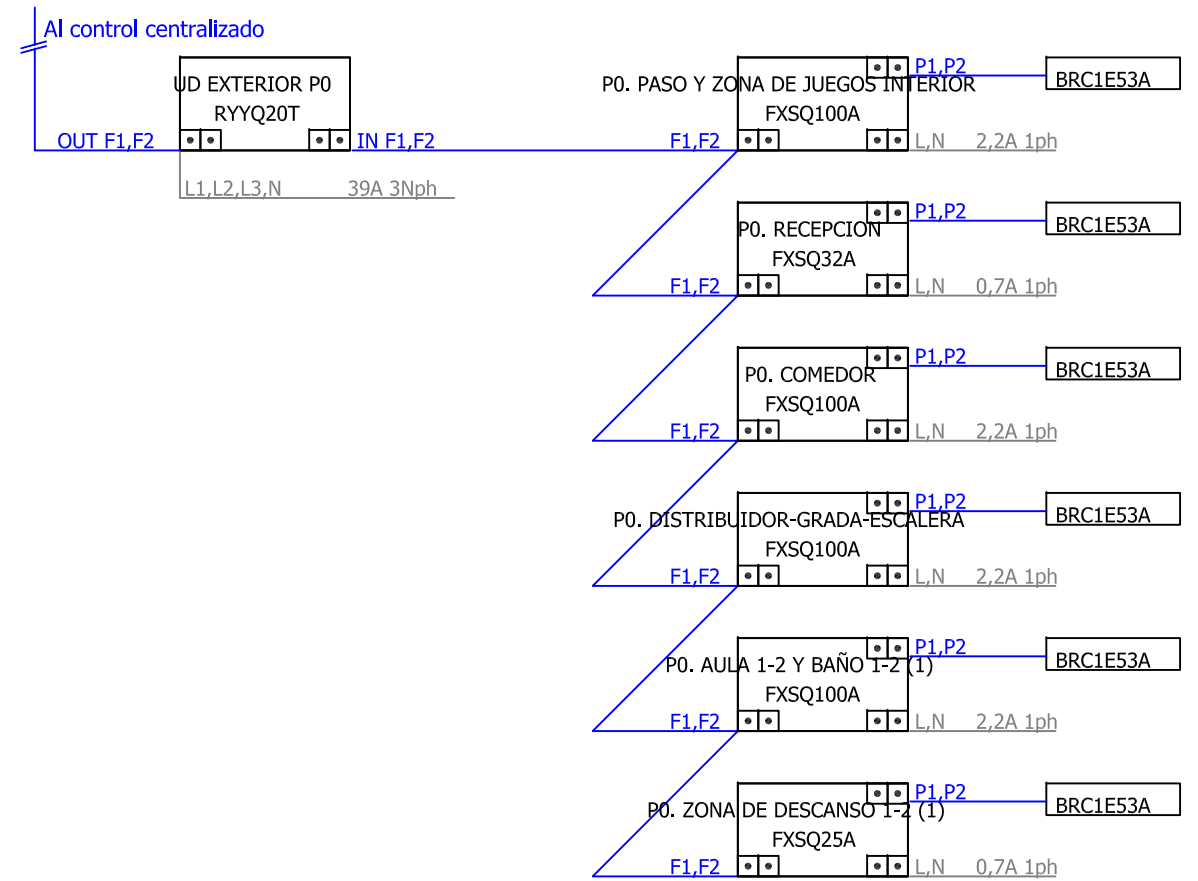 Al control centralizado
UD EXTERIOR P0
RYYQ20T
OUT F1,F2
IN F1,F2
L1,L2,L3,N 39A 3Nph
P1,P2
BRC1E53A
P0. PASO Y ZONA DE JUEGOS INTERIOR
FXSQ100A
F1,F2
L,N 2,2A 1ph
P1,P2
BRC1E53A
P0. RECEPCION
FXSQ32A
F1,F2
L,N 0,7A 1ph
P1,P2
BRC1E53A
P0. COMEDOR
FXSQ100A
F1,F2
L,N 2,2A 1ph
P1,P2
BRC1E53A
P0. DISTRIBUIDOR-GRADA-ESCALERA
FXSQ100A
F1,F2
L,N 2,2A 1ph
P1,P2
BRC1E53A
P0. AULA 1-2 Y BAÑO 1-2 (1)
FXSQ100A
F1,F2
L,N 2,2A 1ph
P1,P2
BRC1E53A
P0. ZONA DE DESCANSO 1-2 (1)
FXSQ25A
F1,F2
L,N 0,7A 1ph